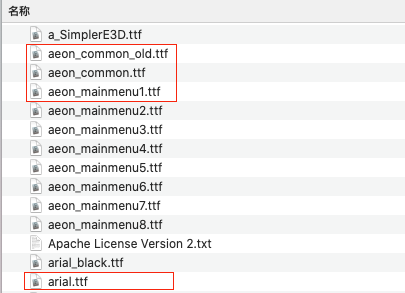 名称
a_SimplerE3D.ttf
aeon_common_old.ttf
aeon_common.ttf
aeon_mainmenu1.ttf
aeon_mainmenu2.ttf
aeon_mainmenu3.ttf
aeon_mainmenu4.ttf
aeon_mainmenu5.ttf
aeon_mainmenu6.ttf
aeon_mainmenu7.ttf
aeon_mainmenu8.ttf
Apache License Version 2.txt
arial_black.ttf
arial.ttf